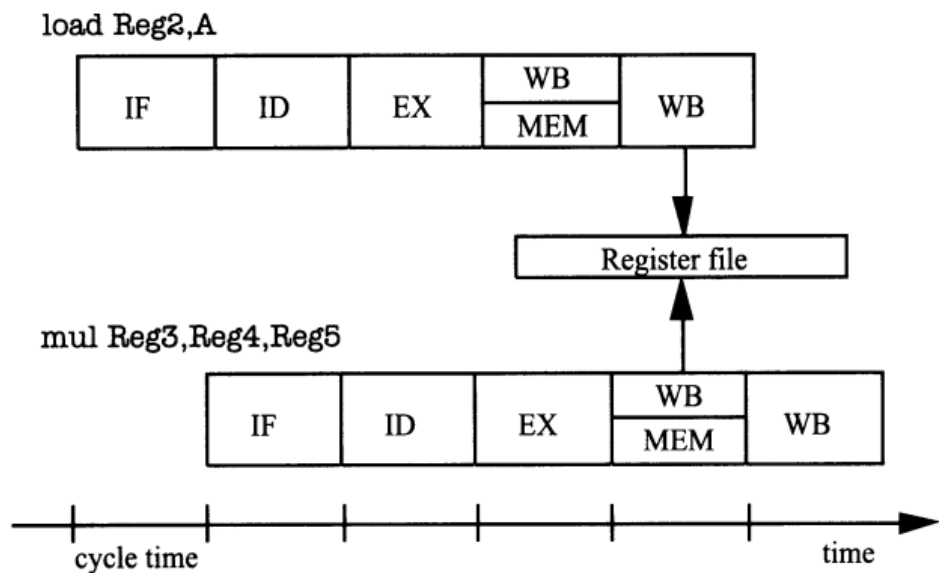 load Reg2,A
IF ID EX WB MEM WB
Register file
mul Reg3,Reg4,Reg5
IF ID EX WB MEM WB
cycle time time